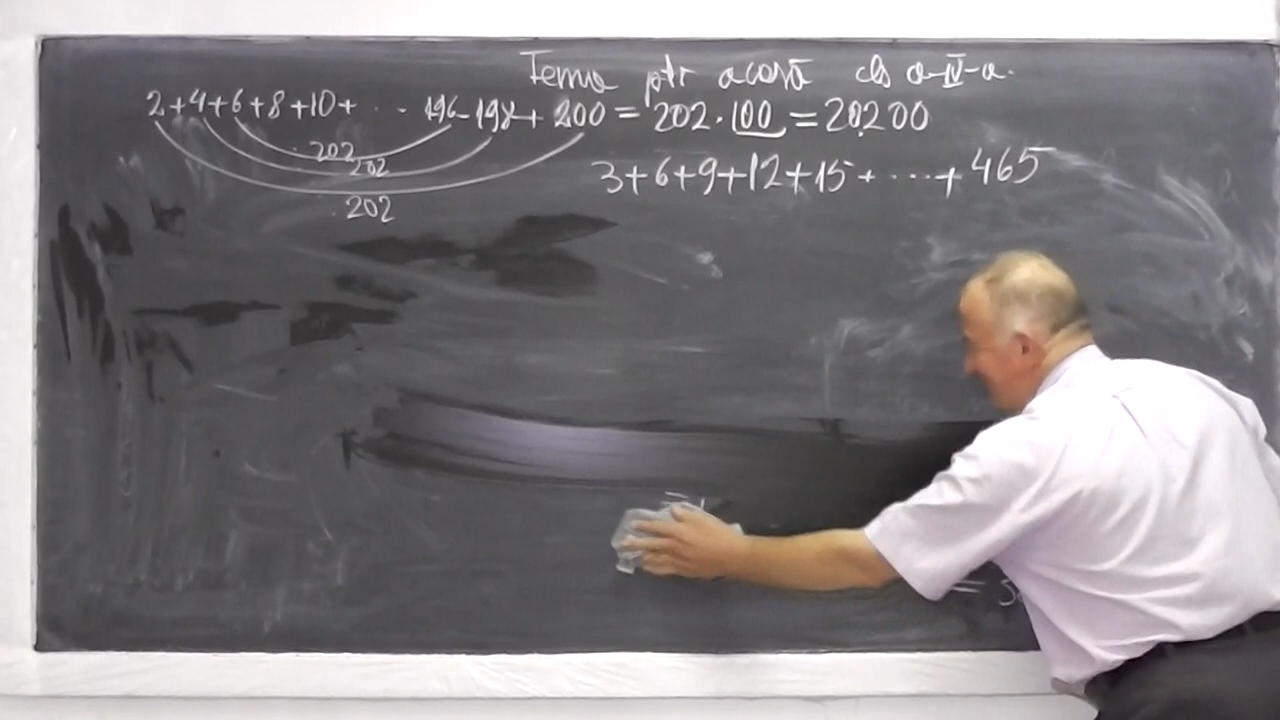 Tema ptr acasă cls a-IV-a.
2+4+6+8+10+ . . - 196-198+ 200 = 202.100 = 20200
202
202
202
3+6+9+12+15+ ....+ 465
=